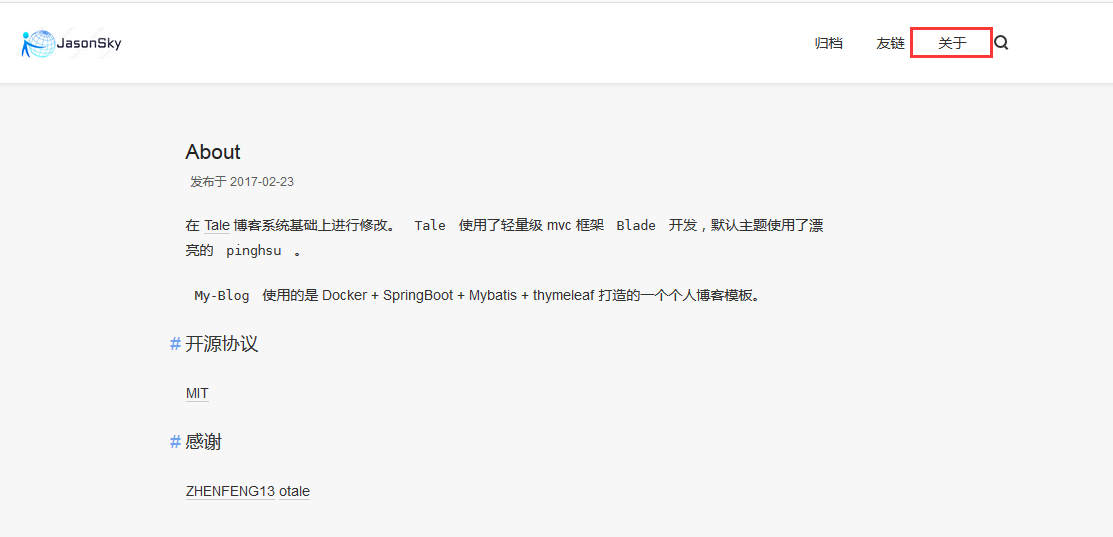 JasonSky
归档 友链 关于
About
发布于 2017-02-23
在 Tale 博客系统基础上进行修改。 Tale 使用了轻量级 mvc 框架 Blade 开发，默认主题使用了漂
亮的 pinghsu 。
My-Blog 使用的是 Docker + SpringBoot + Mybatis + thymeleaf 打造的一个个人博客模板。
# 开源协议
MIT
# 感谢
ZHENFENG13 otale